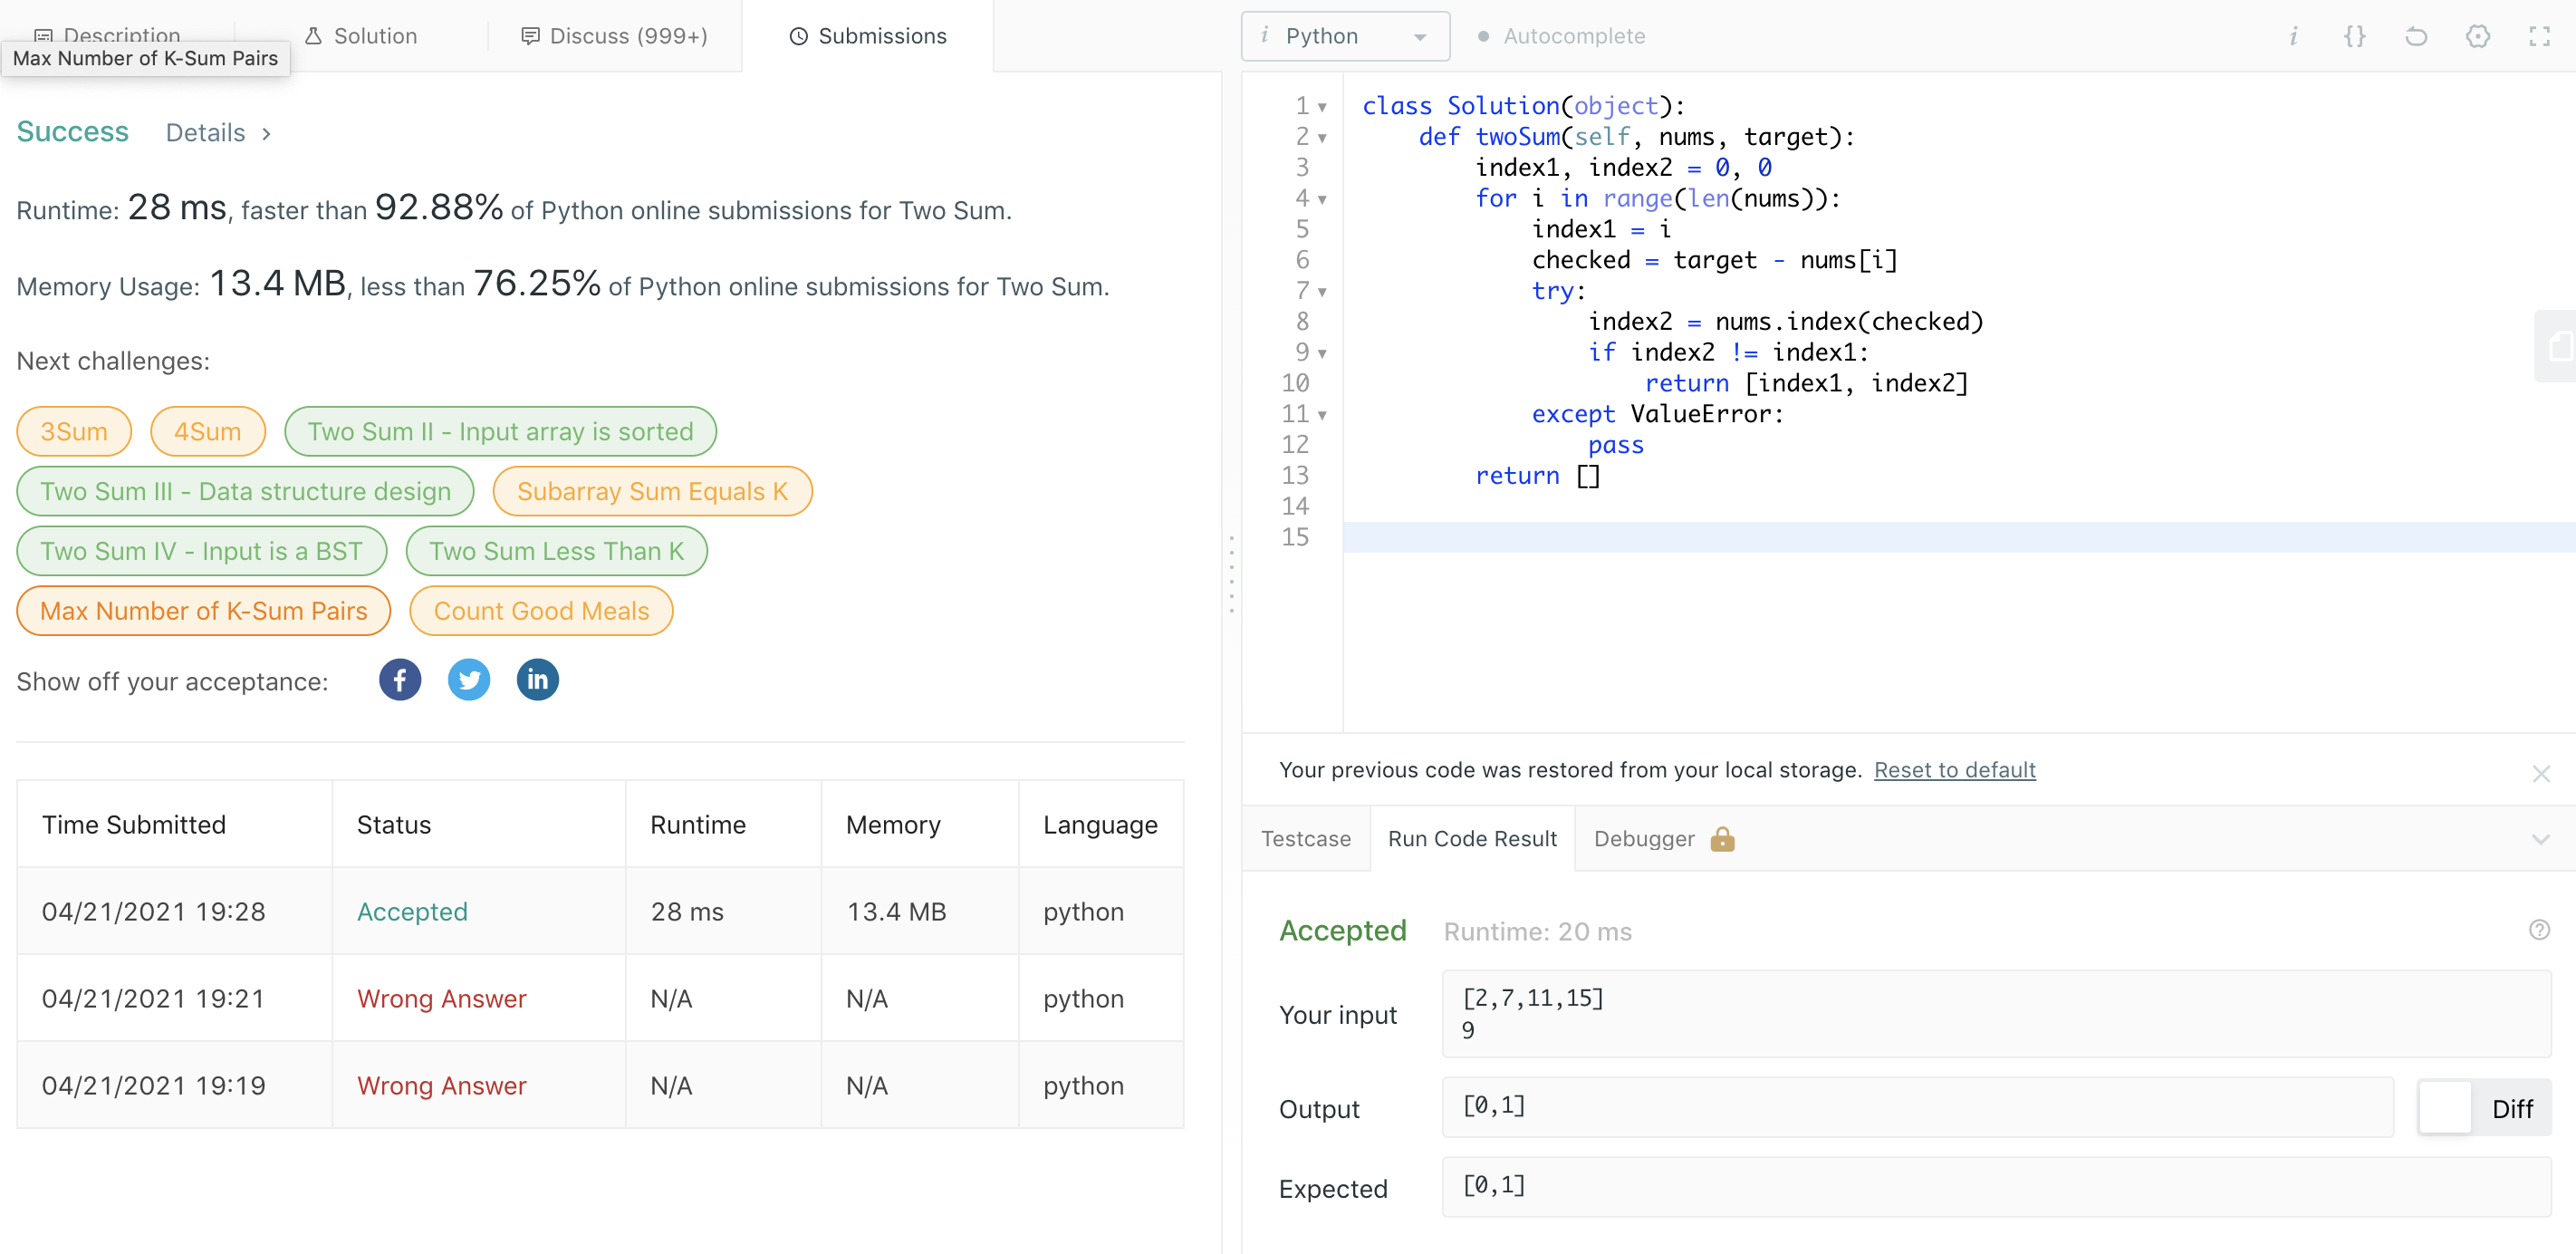 Description
Solution
Discuss (999+)
Submissions
Max Number of K-Sum Pairs
Success
Details
Runtime: 28 ms, faster than 92.88% of Python online submissions for Two Sum.
Memory Usage: 13.4 MB, less than 76.25% of Python online submissions for Two Sum.
Next challenges:
3Sum
4Sum
Two Sum II - Input array is sorted
Two Sum III - Data structure design
Subarray Sum Equals K
Two Sum IV - Input is a BST
Two Sum Less Than K
Max Number of K-Sum Pairs
Count Good Meals
Show off your acceptance:
Time Submitted Status Runtime Memory Language
04/21/2021 19:28 Accepted 28 ms 13.4 MB python
04/21/2021 19:21 Wrong Answer N/A N/A python
04/21/2021 19:19 Wrong Answer N/A N/A python
i Python
Autocomplete
i {}
1 class Solution(object):
2     def twoSum(self, nums, target):
3         index1, index2 = 0, 0
4         for i in range(len(nums)):
5             index1 = i
6             checked = target - nums[i]
7             try:
8                 index2 = nums.index(checked)
9                 if index2 != index1:
10                     return [index1, index2]
11             except ValueError:
12                 pass
13         return []
14
15
Your previous code was restored from your local storage. Reset to default
Testcase
Run Code Result
Debugger
Accepted Runtime: 20 ms
Your input
[2,7,11,15]
9
Output
[0,1]
Diff
Expected
[0,1]